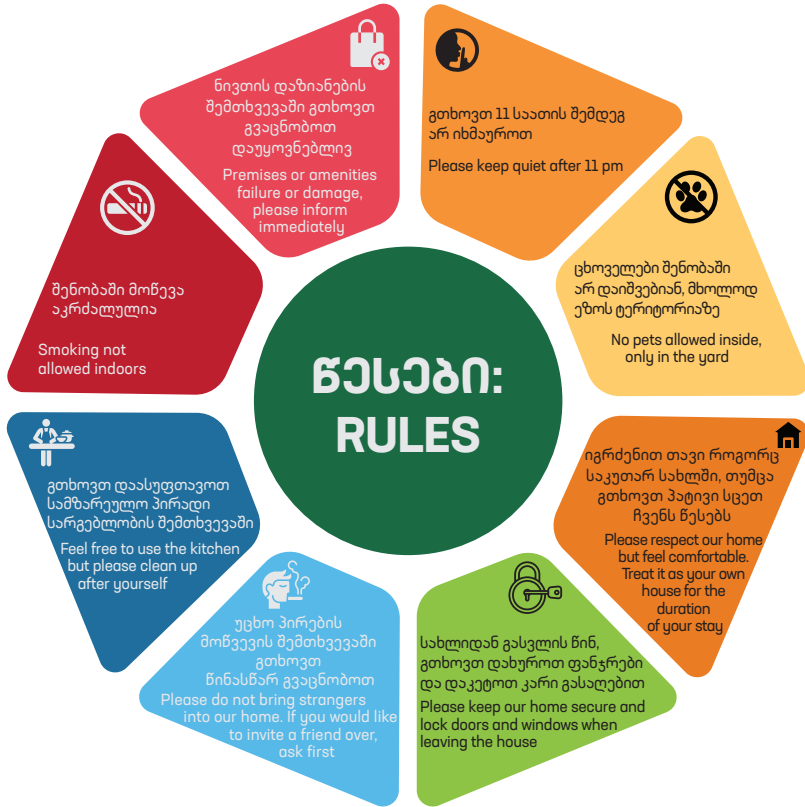 წესები:
RULES
გთხოვთ 11 საათის შემდეგ
არ იხმაუროთ
Please keep quiet after 11 pm
ცხოველები შენობაში
არ დაიშვებიან, მხოლოდ
ეზოს ტერიტორიაზე
No pets allowed inside,
only in the yard
იგრძენით თავი როგორც
საკუთარ სახლში, თუმცა
გთხოვთ პატივი სცეთ
ჩვენს წესებს
Please respect our home
but feel comfortable.
Treat it as your own
house for the
duration
of your stay
სახლიდან გასვლის წინ,
გთხოვთ დახუროთ ფანჯრები
და დაკეტოთ კარი გასაღებით
Please keep our home secure and
lock doors and windows when
leaving the house
უცხო პირების
მოწვევის შემთხვევაში
გთხოვთ
წინასწარ გვაცნობოთ
Please do not bring strangers
into our home. If you would like
to invite a friend over,
ask first
გთხოვთ დაასუფთავოთ
სამზარეულო პირადი
სარგებლობის შემთხვევაში
Feel free to use the kitchen
but please clean up
after yourself
შენობაში მოწევა
აკრძალულია
Smoking not
allowed indoors
ნივთის დაზიანების
შემთხვევაში გთხოვთ
გვაცნობოთ
დაუყოვნებლივ
Premises or amenities
failure or damage,
please inform
immediately